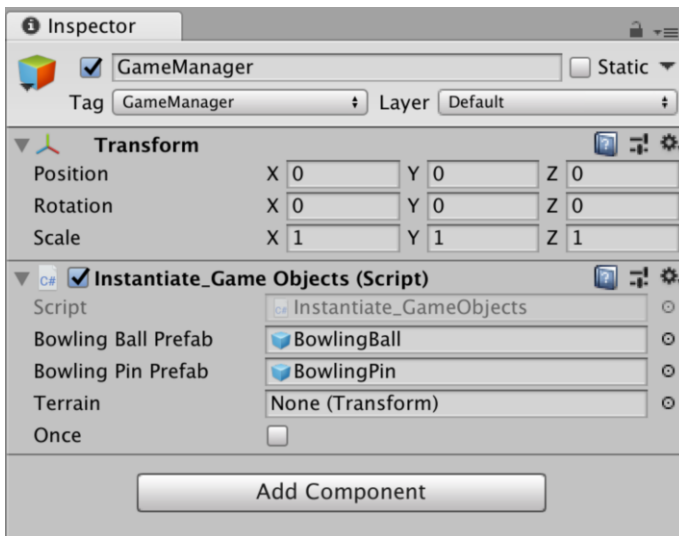 Inspector
GameManager Static
Tag GameManager Layer Default
Transform
Position X 0 Y 0 Z 0
Rotation X 0 Y 0 Z 0
Scale X 1 Y 1 Z 1
C# Instantiate_Game Objects (Script)
Script Instantiate_GameObjects
Bowling Ball Prefab BowlingBall
Bowling Pin Prefab BowlingPin
Terrain None (Transform)
Once
Add Component